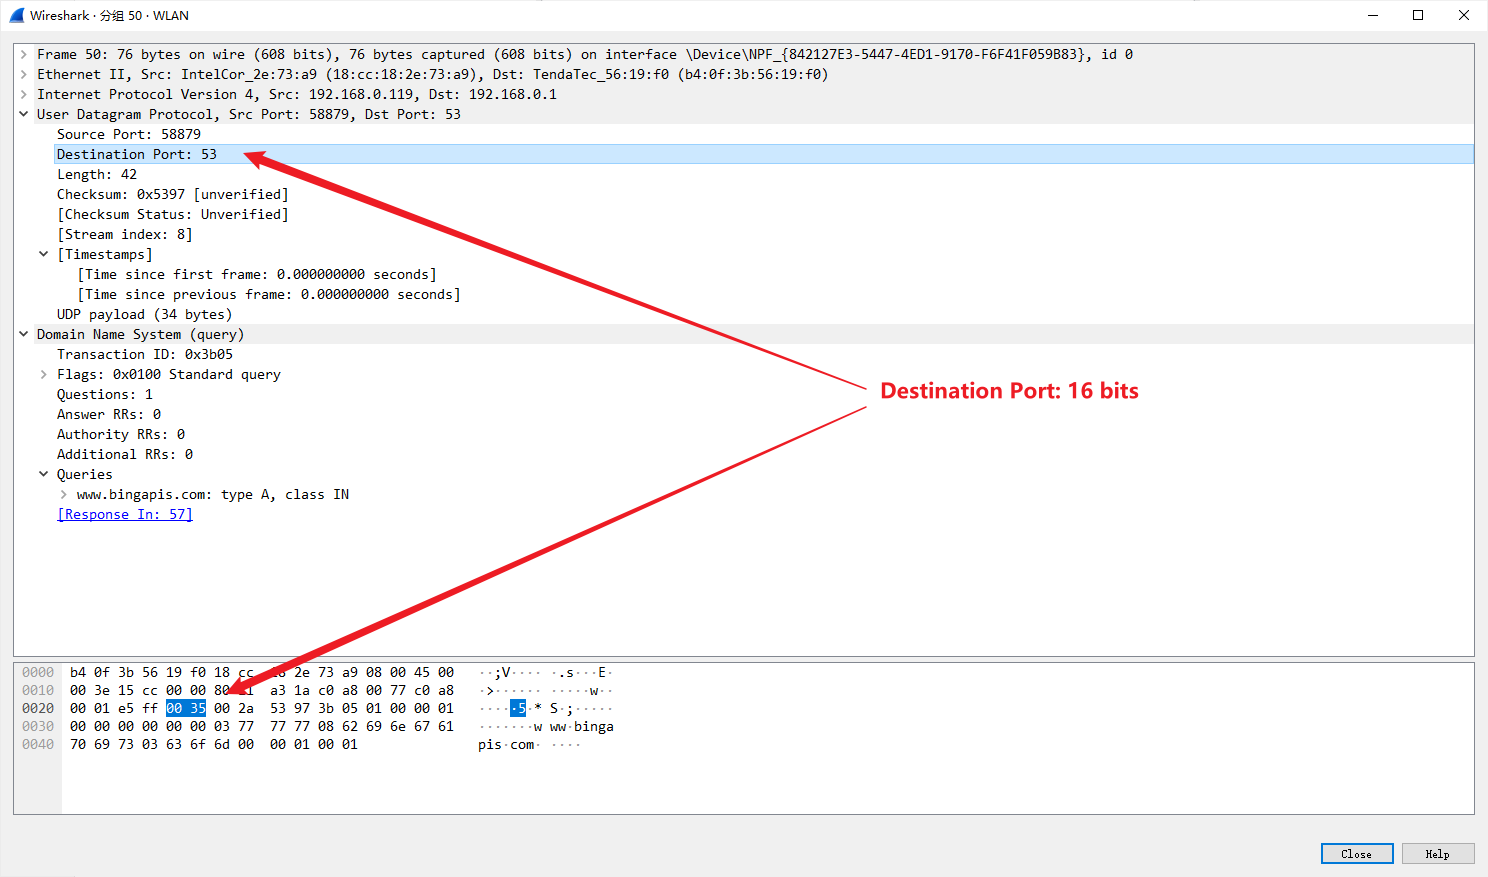 Wireshark · 分组 50 · WLAN
Frame 50: 76 bytes on wire (608 bits), 76 bytes captured (608 bits) on interface \Device\NPF_{842127E3-5447-4ED1-9170-F6F41F059B83}, id 0
Ethernet II, Src: IntelCor_2e:73:a9 (18:cc:18:2e:73:a9), Dst: TendaTec_56:19:f0 (b4:0f:3b:56:19:f0)
Internet Protocol Version 4, Src: 192.168.0.119, Dst: 192.168.0.1
User Datagram Protocol, Src Port: 58879, Dst Port: 53
Source Port: 58879
Destination Port: 53
Length: 42
Checksum: 0x5397 [unverified]
[Checksum Status: Unverified]
[Stream index: 8]
[Timestamps]
[Time since first frame: 0.000000000 seconds]
[Time since previous frame: 0.000000000 seconds]
UDP payload (34 bytes)
Domain Name System (query)
Transaction ID: 0x3b05
Flags: 0x0100 Standard query
Questions: 1
Answer RRs: 0
Authority RRs: 0
Additional RRs: 0
Queries
www.bingapis.com: type A, class IN
[Response In: 57]
Destination Port: 16 bits
0000 b4 0f 3b 56 19 f0 18 cc 2e 73 a9 08 00 45 00 ··;V···· ·.s···E·
0010 00 3e 15 cc 00 00 80 a3 1a c0 a8 00 77 c0 a8 ·>······ ·····w··
0020 00 01 e5 ff 00 35 00 2a 53 97 3b 05 01 00 00 01 ·····5·* S·;·····
0030 00 00 00 00 00 00 03 77 77 77 08 62 69 6e 67 61 ·······w ww·binga
0040 70 69 73 03 63 6f 6d 00 00 01 00 01 pis·com· ····
Close Help